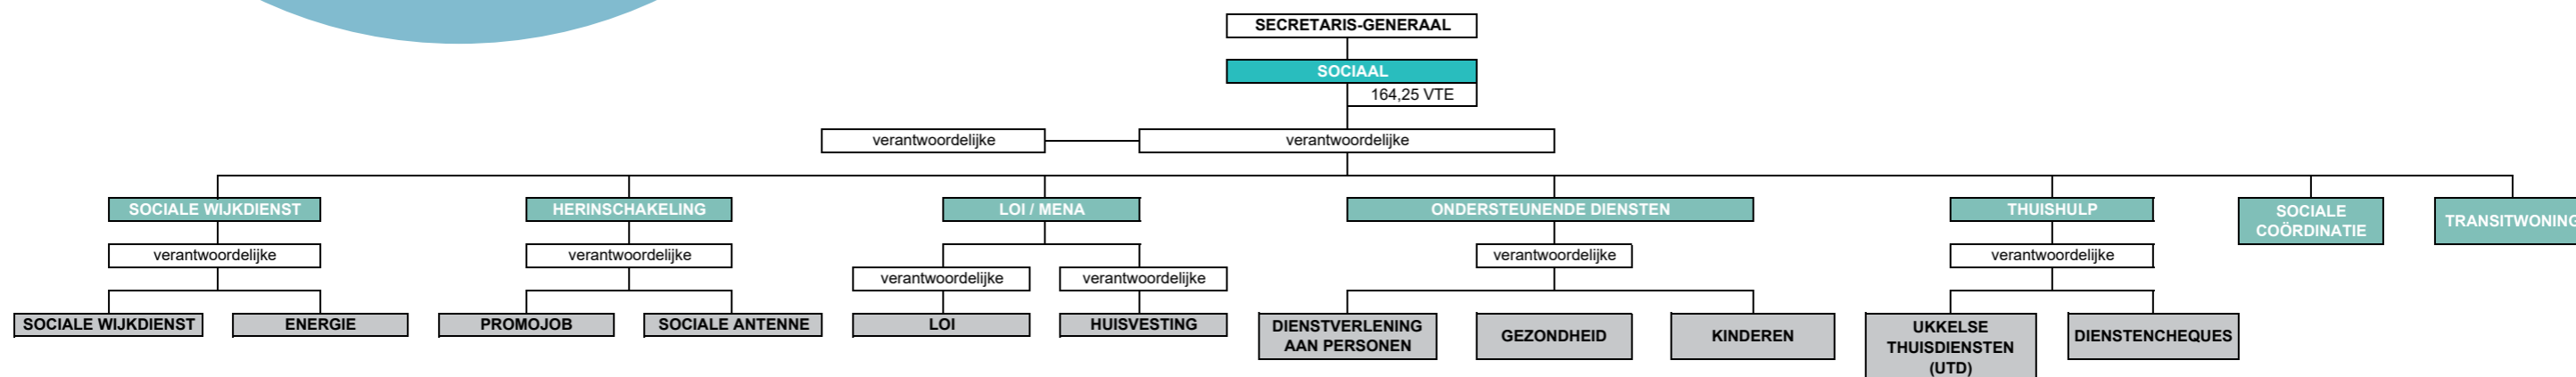 SECRETARIS-GENERAAL
SOCIAAL
164,25 VTE
verantwoordelijke
verantwoordelijke
SOCIALE WIJKDIENST
HERINSCHAKELING
LOI / MENA
ONDERSTEUNENDE DIENSTEN
THUISHULP
SOCIALE
COÖRDINATIE
TRANSITWONING
verantwoordelijke
verantwoordelijke
verantwoordelijke
verantwoordelijke
verantwoordelijke
verantwoordelijke
SOCIALE WIJKDIENST
ENERGIE
PROMOJOB
SOCIALE ANTENNE
LOI
HUISVESTING
DIENSTVERLENING
AAN PERSONEN
GEZONDHEID
KINDEREN
UKKELSE
THUISDIENSTEN
(UTD)
DIENSTENCHEQUES